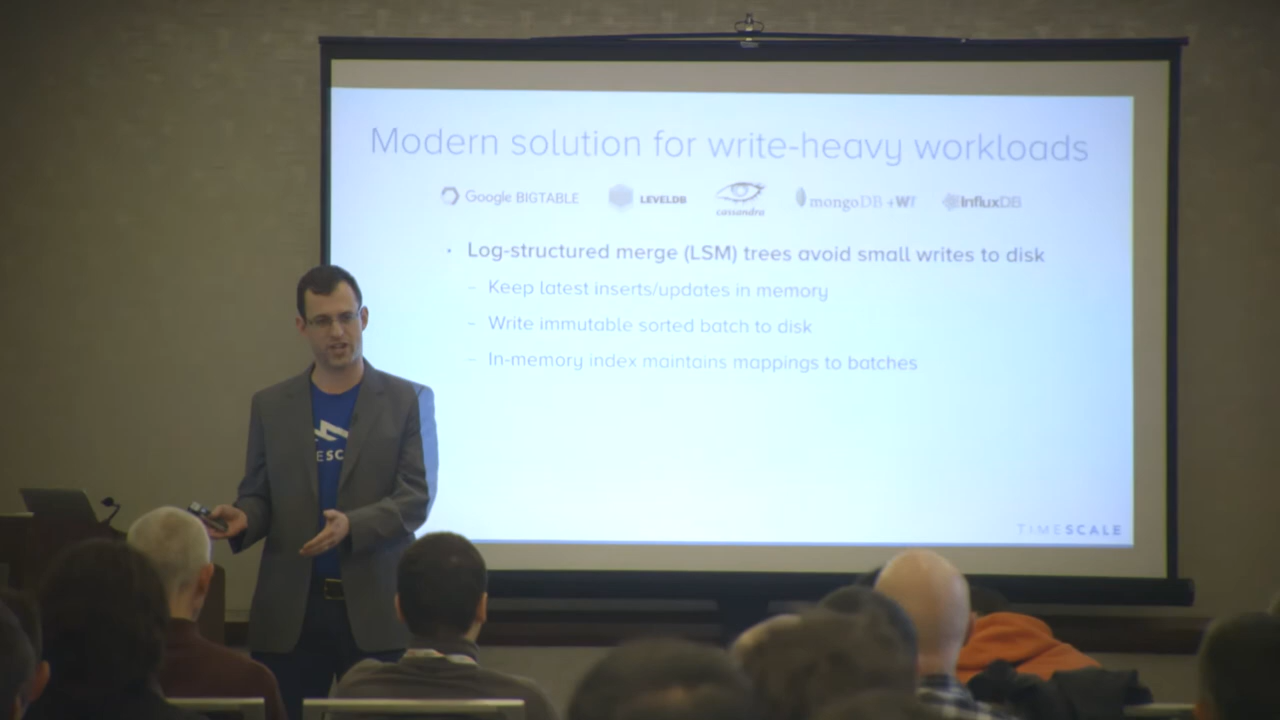 Modern solution for write-heavy workloads
Google BIGTABLE LEVELDB cassandra mongoDB +WT InfluxDB
• Log-structured merge (LSM) trees avoid small writes to disk
– Keep latest inserts/updates in memory
– Write immutable sorted batch to disk
– In-memory index maintains mappings to batches
ESC
TIMESCALE